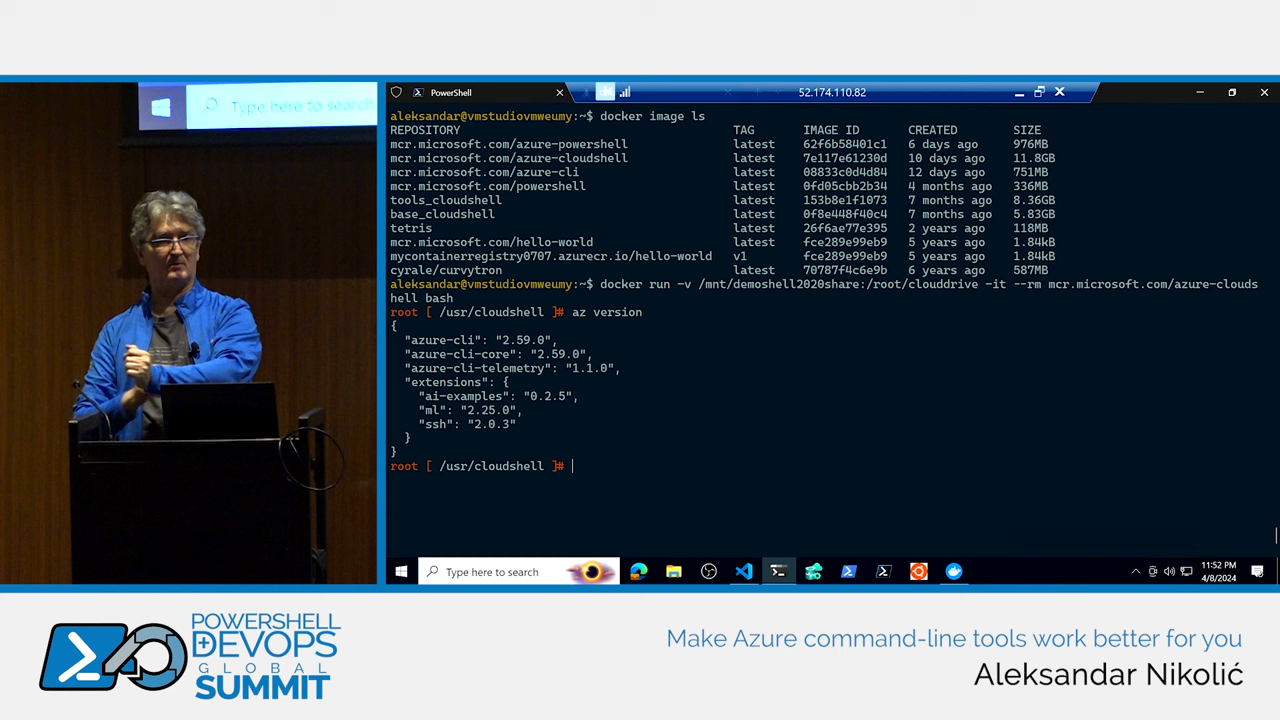 Type here to search
PowerShell
52.174.110.82
aleksandar@vmstudiovmweumy:~$ docker image ls
REPOSITORY TAG IMAGE ID CREATED SIZE
mcr.microsoft.com/azure-powershell latest 62f6b58401c1 6 days ago 976MB
mcr.microsoft.com/azure-cloudshell latest 7e117e61230d 10 days ago 11.8GB
mcr.microsoft.com/azure-cli latest 08833c0d4d84 12 days ago 751MB
mcr.microsoft.com/powershell latest 0fd05cbb2b34 4 months ago 336MB
tools_cloudshell latest 153b8e1f1073 7 months ago 8.36GB
base_cloudshell latest 0f8e448f40c4 7 months ago 5.83GB
tetris latest 26f6ae77e395 2 years ago 118MB
mcr.microsoft.com/hello-world latest fce289e99eb9 5 years ago 1.84kB
mycontainerregistry0707.azurecr.io/hello-world v1 fce289e99eb9 5 years ago 1.84kB
cyrale/curvytron latest 70787f4c6e9b 6 years ago 587MB
aleksandar@vmstudiovmweumy:~$ docker run -v /mnt/demoshell2020share:/root/clouddrive -it --rm mcr.microsoft.com/azure-clouds
hell bash
root [ /usr/cloudshell ]# az version
{
"azure-cli": "2.59.0",
"azure-cli-core": "2.59.0",
"azure-cli-telemetry": "1.1.0",
"extensions": {
"ai-examples": "0.2.5",
"ml": "2.25.0",
"ssh": "2.0.3"
}
}
root [ /usr/cloudshell ]#
Type here to search
11:52 PM
4/8/2024
POWERSHELL
+DEVOPS
GLOBAL
SUMMIT
Make Azure command-line tools work better for you
Aleksandar Nikolić